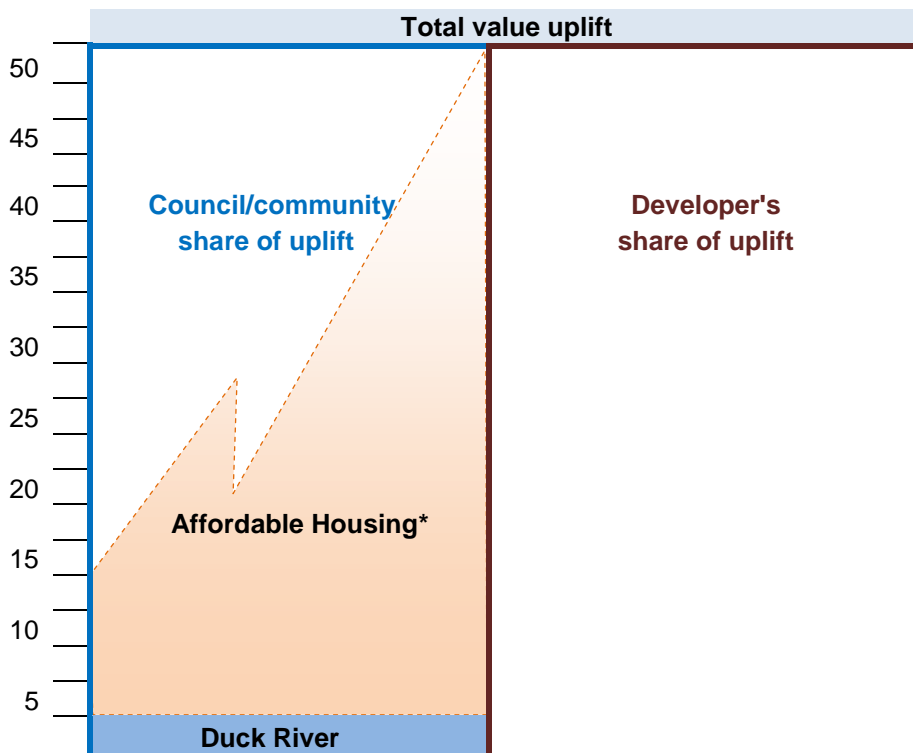 Total value uplift
50
45
40
35
30
25
20
15
10
5
Council/community
share of uplift
Developer's
share of uplift
Affordable Housing*
Duck River